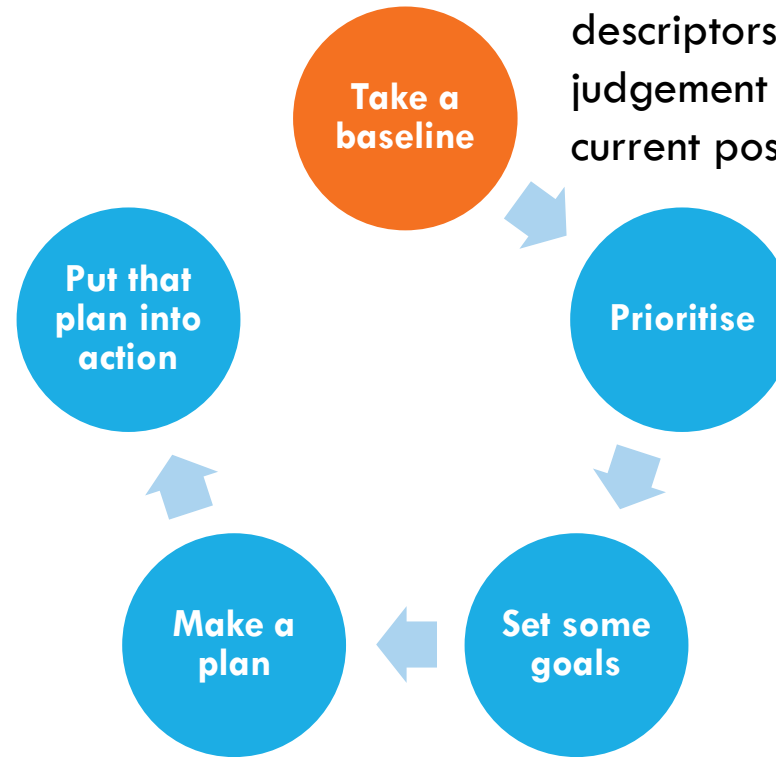 descriptors
judgement
current pos
Take a
baseline
Prioritise
Set some
goals
Make a
plan
Put that
plan into
action